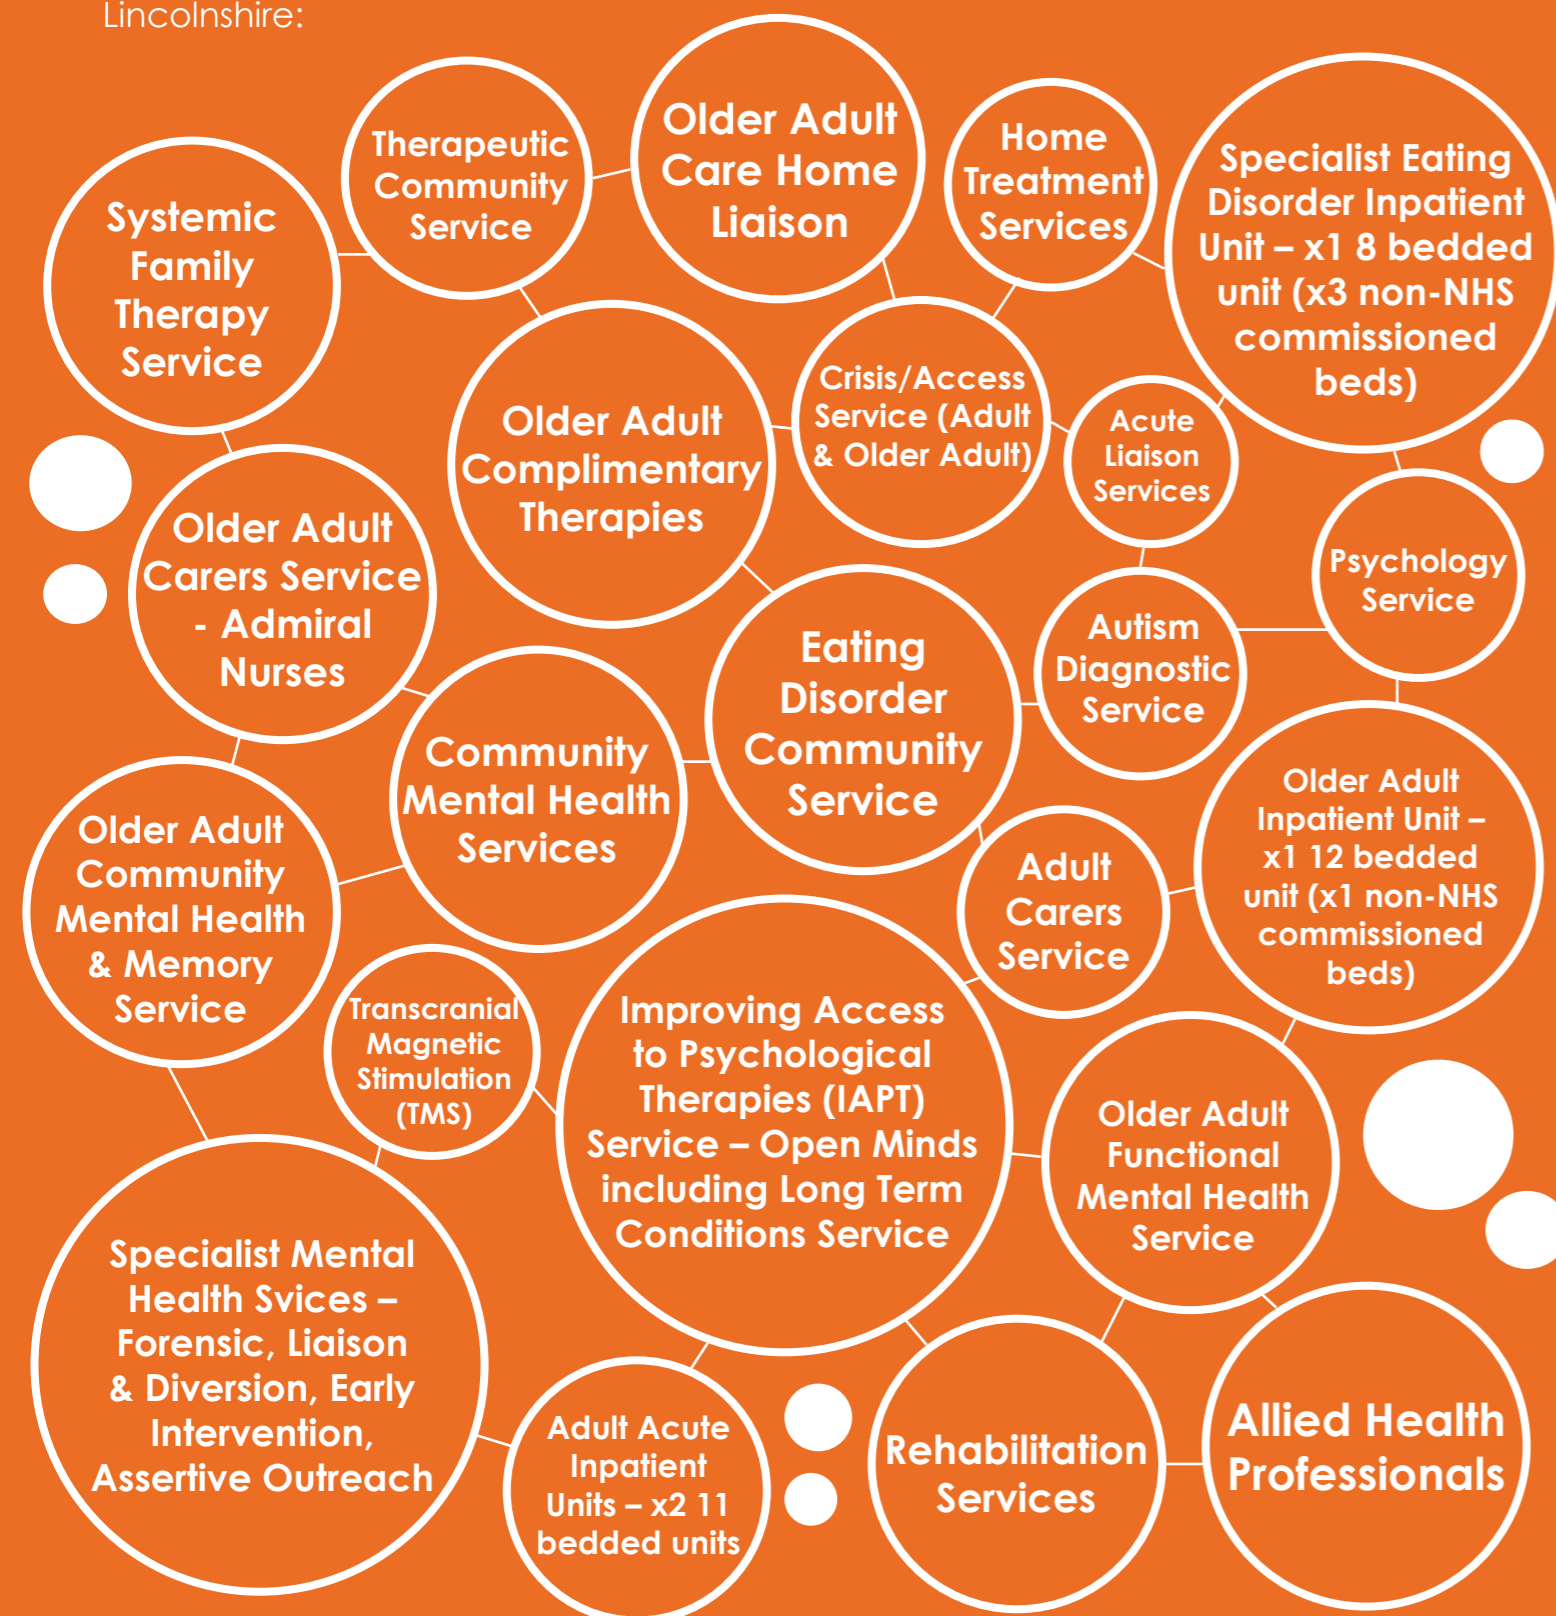 Lincolnshire:
Systemic
Family
Therapy
Service
Therapeutic
Community
Service
Older Adult
Care Home
Liaison
Home
Treatment
Services
Specialist Eating
Disorder Inpatient
Unit – x1 8 bedded
unit (x3 non-NHS
commissioned
beds)
Older Adult
Complimentary
Therapies
Crisis/Access
Service (Adult
& Older Adult)
Acute
Liaison
Services
Psychology
Service
Older Adult
Carers Service
- Admiral
Nurses
Community
Mental Health
Services
Eating
Disorder
Community
Service
Autism
Diagnostic
Service
Older Adult
Inpatient Unit –
x1 12 bedded
unit (x1 non-NHS
commissioned
beds)
Older Adult
Community
Mental Health
& Memory
Service
Transcranial
Magnetic
Stimulation
(TMS)
Improving Access
to Psychological
Therapies (IAPT)
Service – Open Minds
including Long Term
Conditions Service
Adult
Carers
Service
Older Adult
Functional
Mental Health
Service
Specialist Mental
Health Svices –
Forensic, Liaison
& Diversion, Early
Intervention,
Assertive Outreach
Adult Acute
Inpatient
Units – x2 11
bedded units
Rehabilitation
Services
Allied Health
Professionals